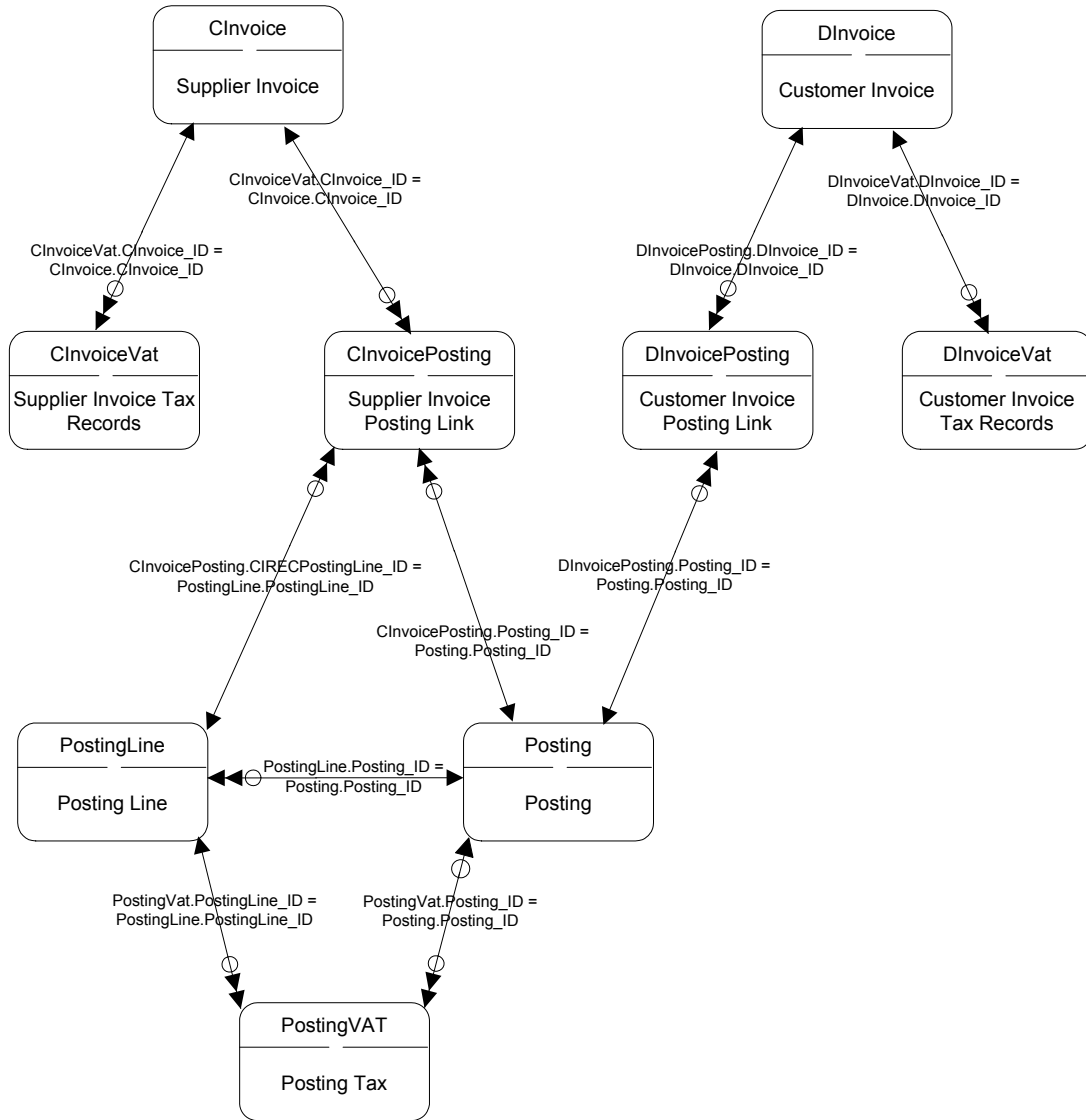 CInvoice
Supplier Invoice
DInvoice
Customer Invoice
CInvoiceVat.CInvoice_ID =
CInvoice.CInvoice_ID
DInvoiceVat.DInvoice_ID =
DInvoice.DInvoice_ID
CInvoiceVat.CInvoice_ID =
CInvoice.CInvoice_ID
DInvoicePosting.DInvoice_ID =
DInvoice.DInvoice_ID
CInvoiceVat
Supplier Invoice Tax
Records
CInvoicePosting
Supplier Invoice
Posting Link
DInvoicePosting
Customer Invoice
Posting Link
DInvoiceVat
Customer Invoice
Tax Records
CInvoicePosting.CIRECPostingLine_ID =
PostingLine.PostingLine_ID
DInvoicePosting.Posting_ID =
Posting.Posting_ID
CInvoicePosting.Posting_ID =
Posting.Posting_ID
PostingLine
Posting Line
PostingLine.Posting_ID =
Posting.Posting_ID
Posting
Posting
PostingVat.PostingLine_ID =
PostingLine.PostingLine_ID
PostingVat.Posting_ID =
Posting.Posting_ID
PostingVAT
Posting Tax